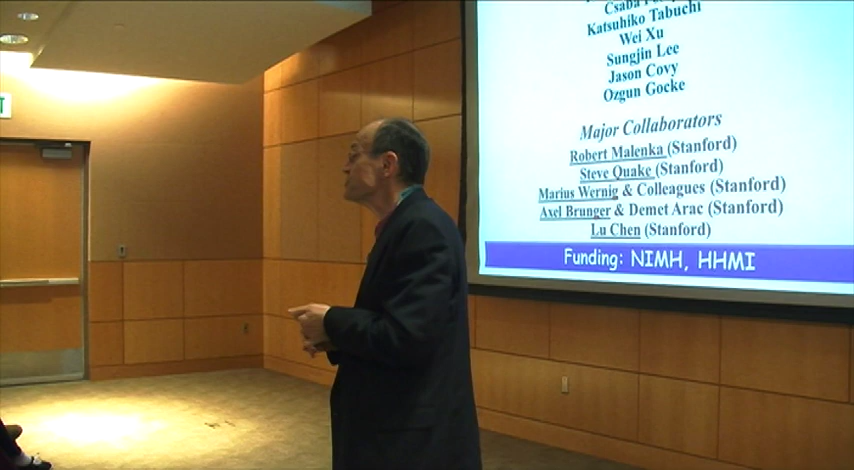 Csaba
Katsuhiko Tabuchi
Wei Xu
Sungjin Lee
Jason Covy
Ozgun Gocke
Major Collaborators
Robert Malenka (Stanford)
Steve Quake (Stanford)
Marius Wernig & Colleagues (Stanford)
Axel Brunger & Demet Arac (Stanford)
Lu Chen (Stanford)
Funding: NIMH, HHMI